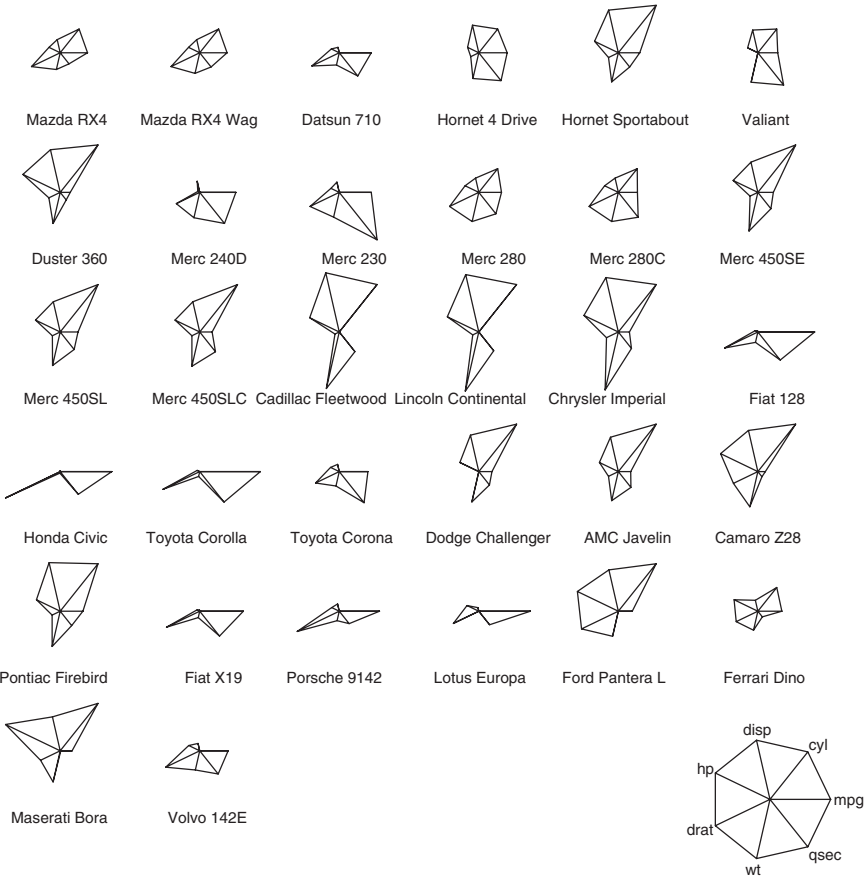 Mazda RX4 Mazda RX4 Wag Datsun 710 Hornet 4 Drive Hornet Sportabout Valiant
Duster 360 Merc 240D Merc 230 Merc 280 Merc 280C Merc 450SE
Merc 450SL Merc 450SLC Cadillac Fleetwood Lincoln Continental Chrysler Imperial Fiat 128
Honda Civic Toyota Corolla Toyota Corona Dodge Challenger AMC Javelin Camaro Z28
Pontiac Firebird Fiat X19 Porsche 9142 Lotus Europa Ford Pantera L Ferrari Dino
Maserati Bora Volvo 142E
disp
cyl
hp
mpg
drat
qsec
wt